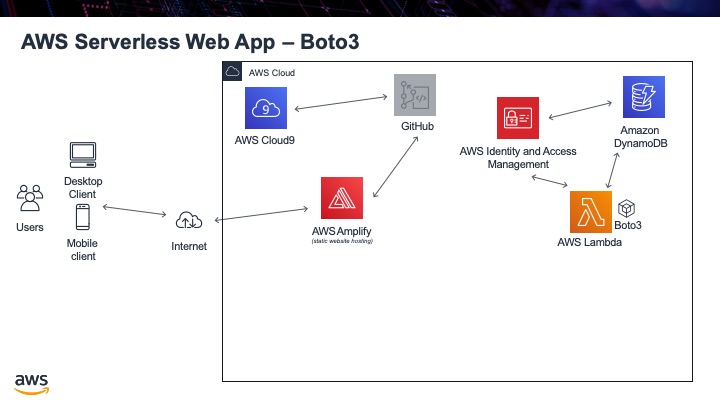 AWS Serverless Web App – Boto3
AWS Cloud
9
AWS Cloud9
GitHub
AWS Identity and Access
Management
Amazon
DynamoDB
Desktop
Client
Users
Mobile
client
Internet
AWS Amplify
(static website hosting)
Boto3
AWS Lambda
aws